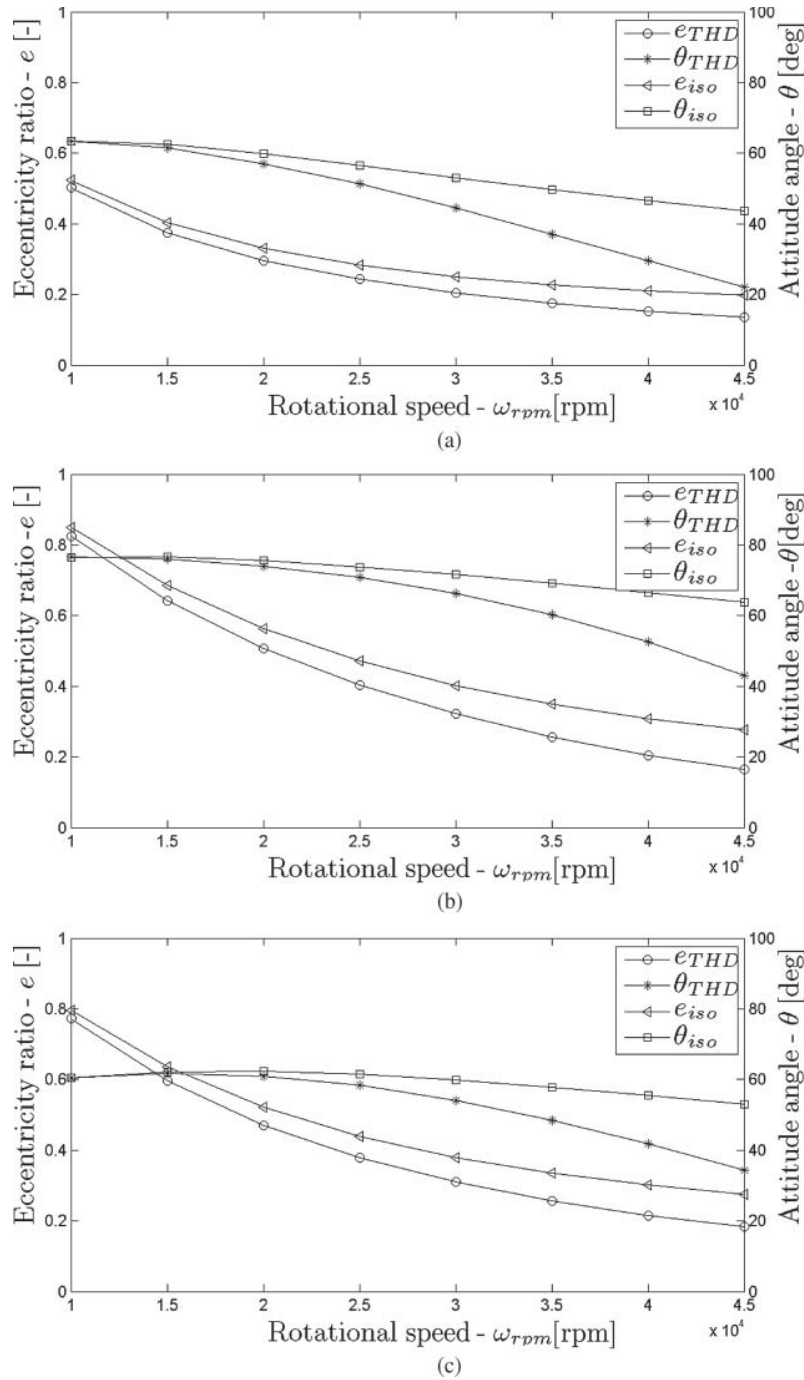 Eccentricity ratio - e [-]
1
0.8
0.6
0.4
0.2
0
Attitude angle - θ [deg]
100
80
60
40
20
0
e_THD
θ_THD
e_iso
θ_iso
1 1.5 2 2.5 3 3.5 4 4.5
x 10^4
Rotational speed - ω_rpm[rpm]
(a)
Eccentricity ratio -e [-]
1
0.8
0.6
0.4
0.2
0
Attitude angle -θ[deg]
100
80
60
40
20
0
e_THD
θ_THD
e_iso
θ_iso
1 1.5 2 2.5 3 3.5 4 4.5
x 10^4
Rotational speed - ω_rpm[rpm]
(b)
Eccentricity ratio - e [-]
1
0.8
0.6
0.4
0.2
0
Attitude angle - θ [deg]
100
80
60
40
20
0
e_THD
θ_THD
e_iso
θ_iso
1 1.5 2 2.5 3 3.5 4 4.5
x 10^4
Rotational speed - ω_rpm[rpm]
(c)